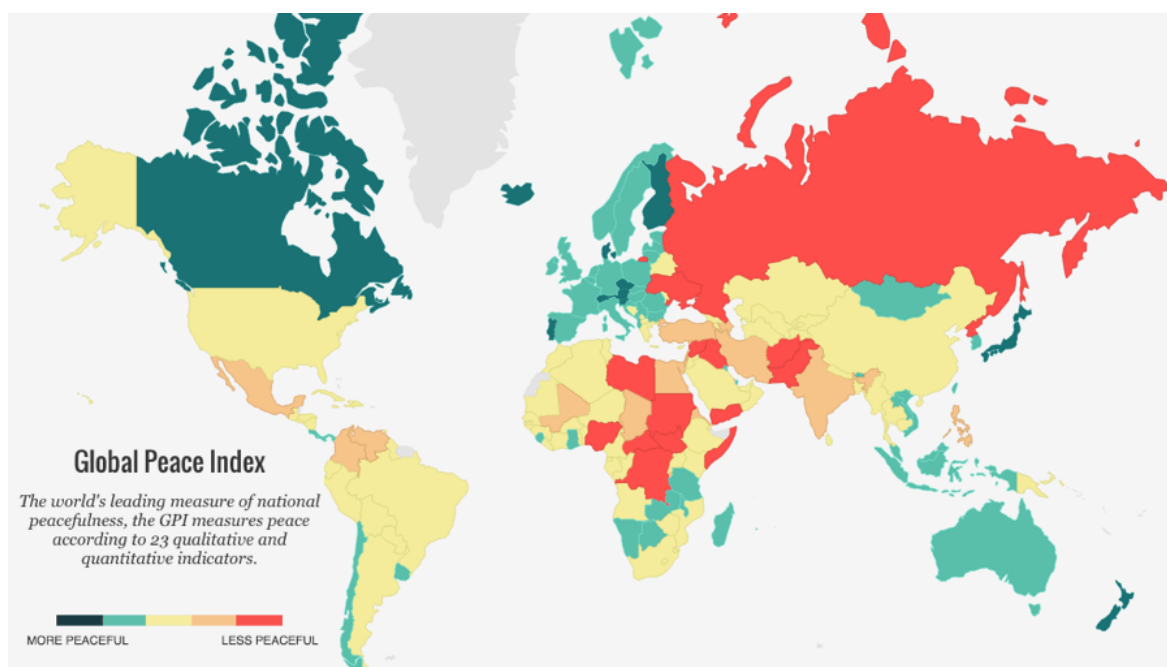 Global Peace Index
The world's leading measure of national
peacefulness, the GPI measures peace
according to 23 qualitative and
quantitative indicators.
MORE PEACEFUL LESS PEACEFUL